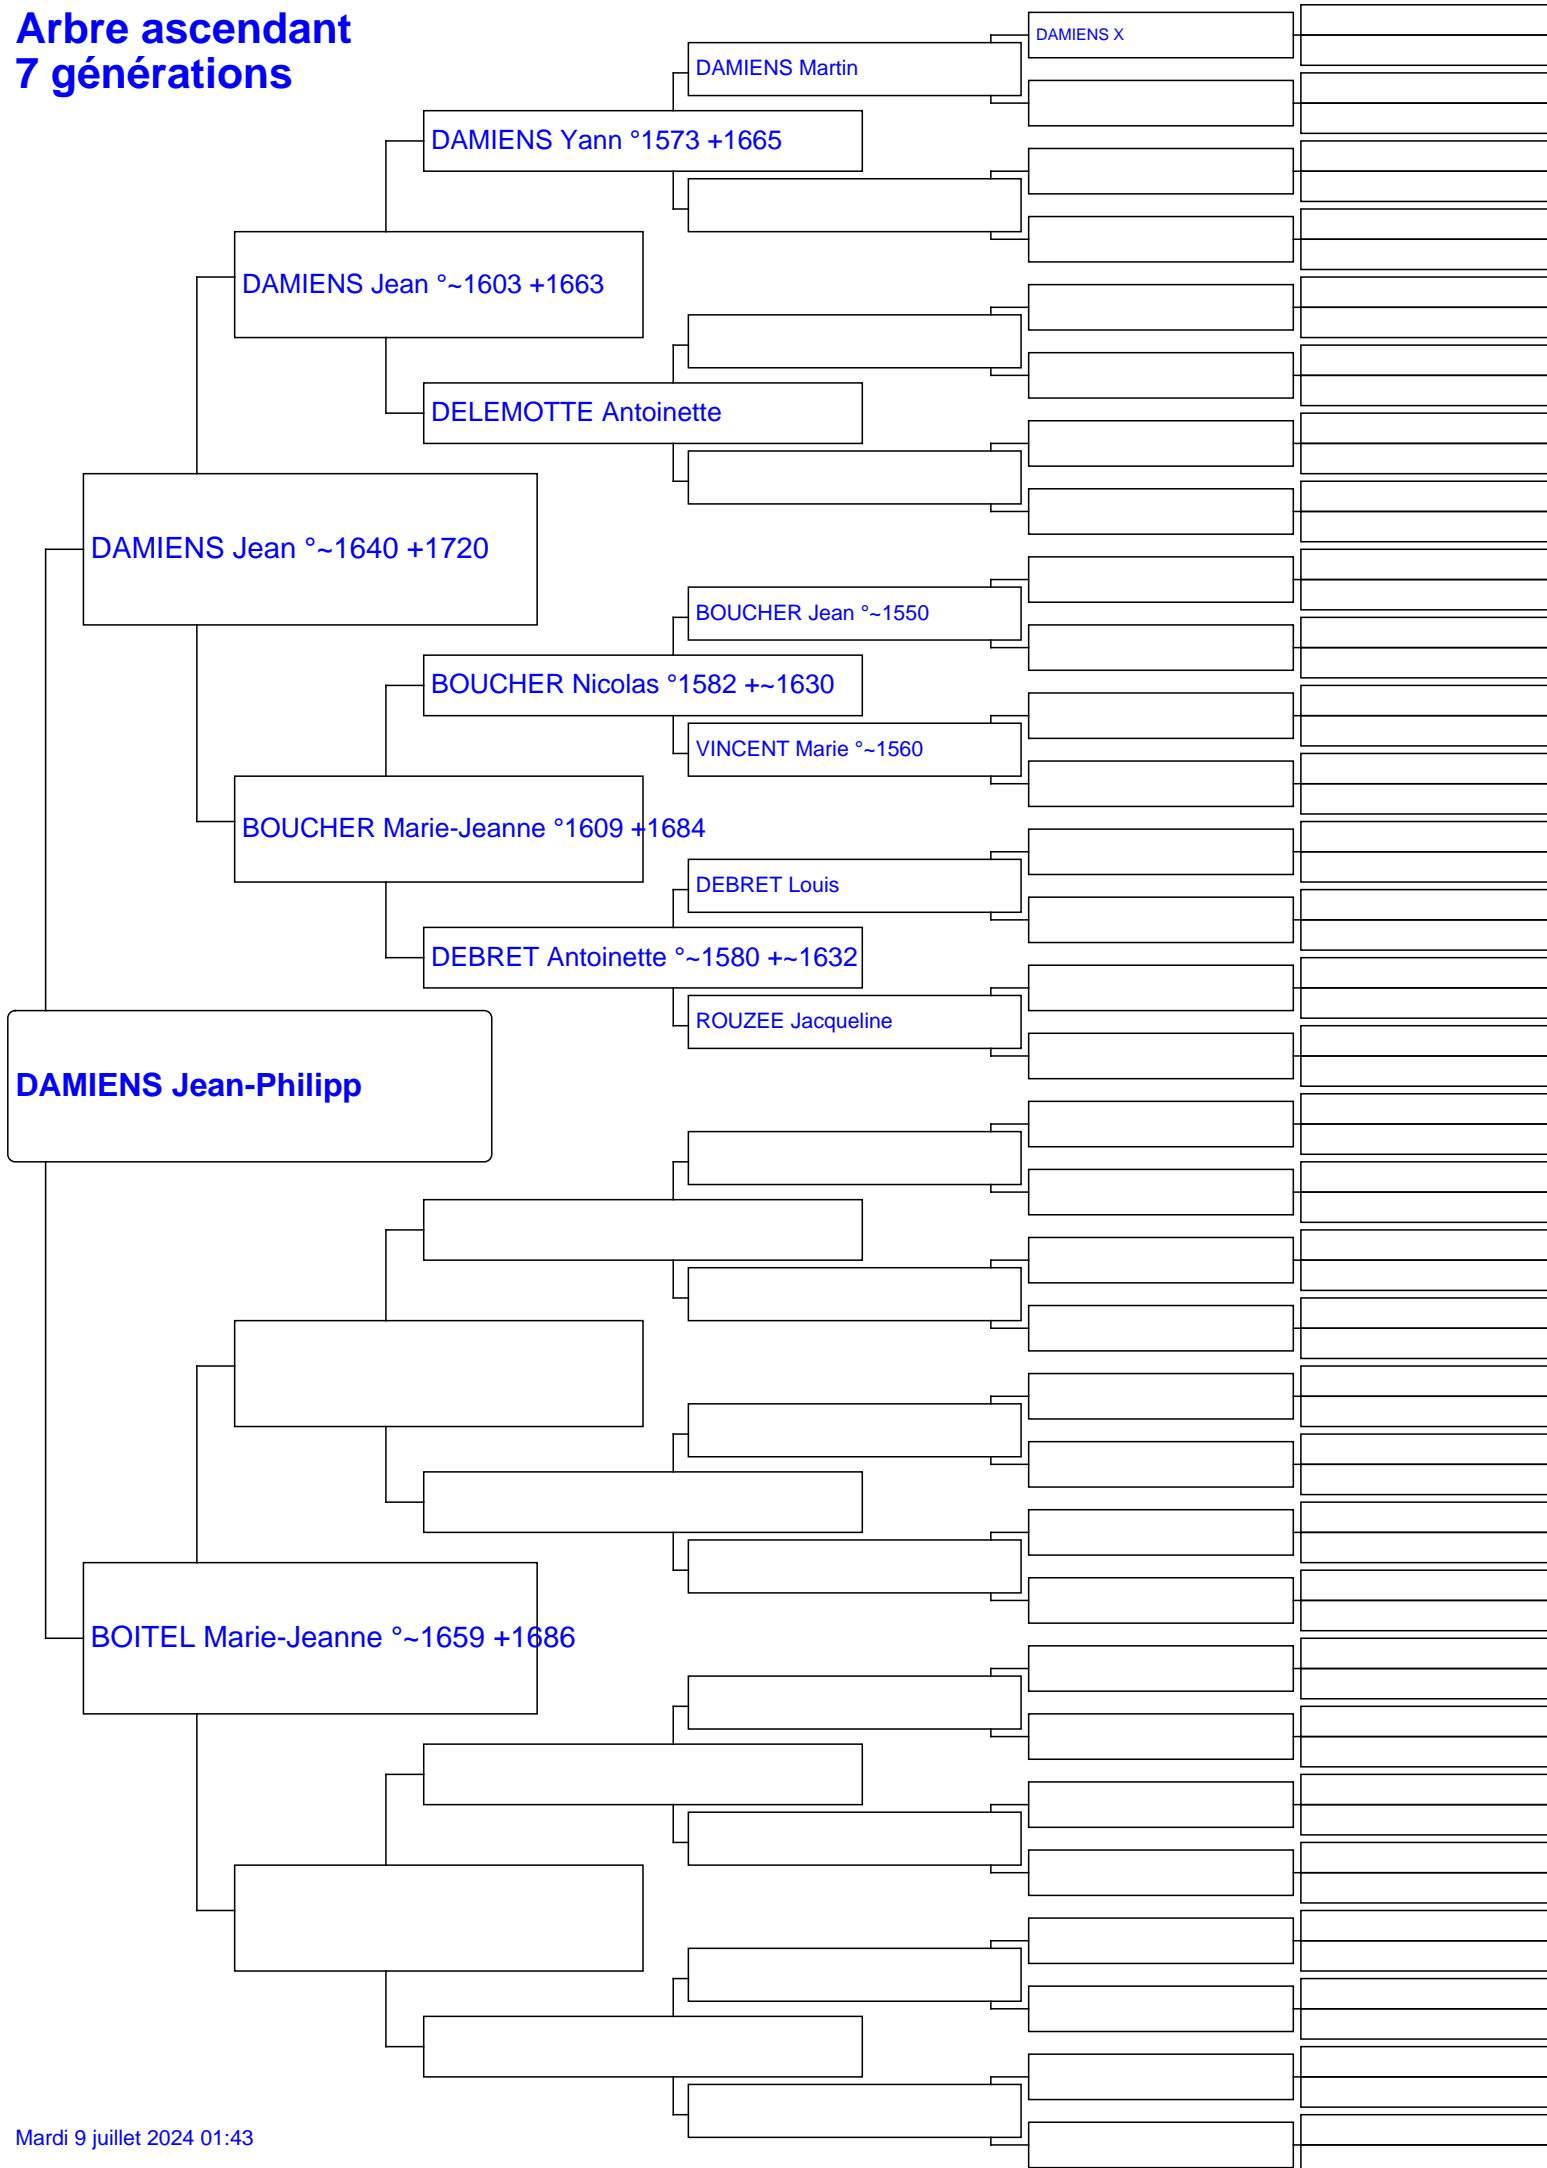 Arbre ascendant
7 générations
DAMIENS X
DAMIENS Martin
DAMIENS Yann °1573 +1665
DAMIENS Jean °~1603 +1663
DELEMOTTE Antoinette
DAMIENS Jean °~1640 +1720
BOUCHER Jean °~1550
BOUCHER Nicolas °1582 +~1630
VINCENT Marie °~1560
BOUCHER Marie-Jeanne °1609 +1684
DEBRET Louis
DEBRET Antoinette °~1580 +~1632
ROUZEE Jacqueline
DAMIENS Jean-Philipp
BOITEL Marie-Jeanne °~1659 +1686
Mardi 9 juillet 2024 01:43